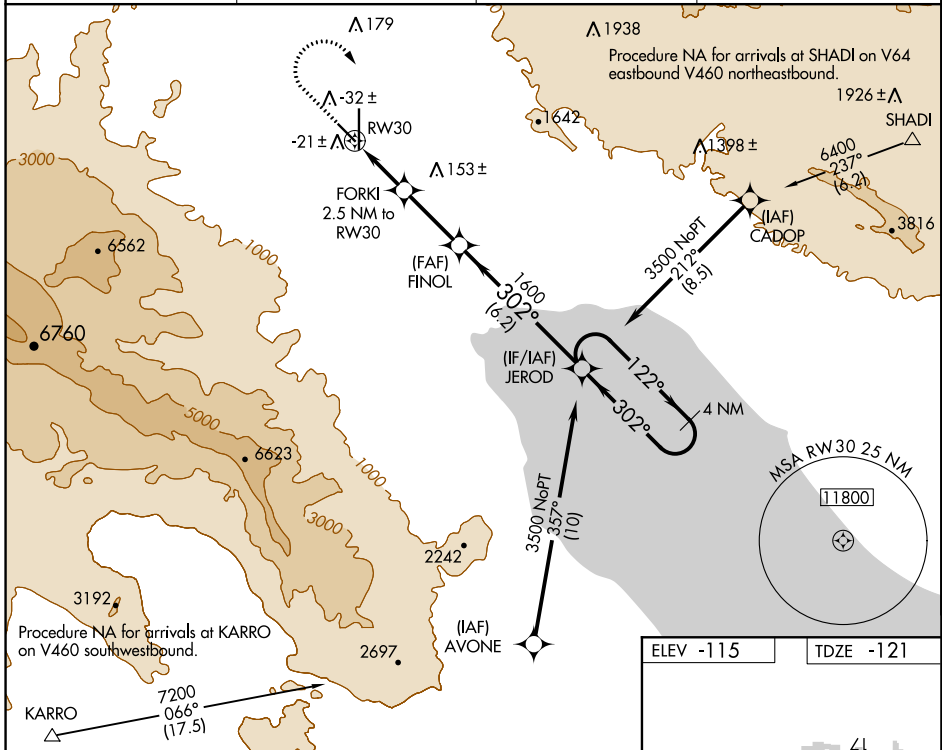 179
1938
Procedure NA for arrivals at SHADI on V64
eastbound V460 northeastbound.
-32 ±
1926 ±
SHADI
1642
RW30
-21 ±
1398 ±
6400
237°
(6.2)
3000
153 ±
FORKI
2.5 NM to
RW30
(IAF)
CADOP
3816
1000
6562
3500 NoPT
212°
(8.5)
(FAF)
FINOL
1600
302°
(6.2)
6760
(IF/IAF)
JEROD
122°
302°
4 NM
5000
6623
1000
MSA RW30 25 NM
11800
3000
3500 NoPT
357°
(10)
2242
3192
Procedure NA for arrivals at KARRO
on V460 southwestbound.
(IAF)
AVONE
2697
ELEV -115
TDZE -121
7200
066°
(17.5)
KARRO